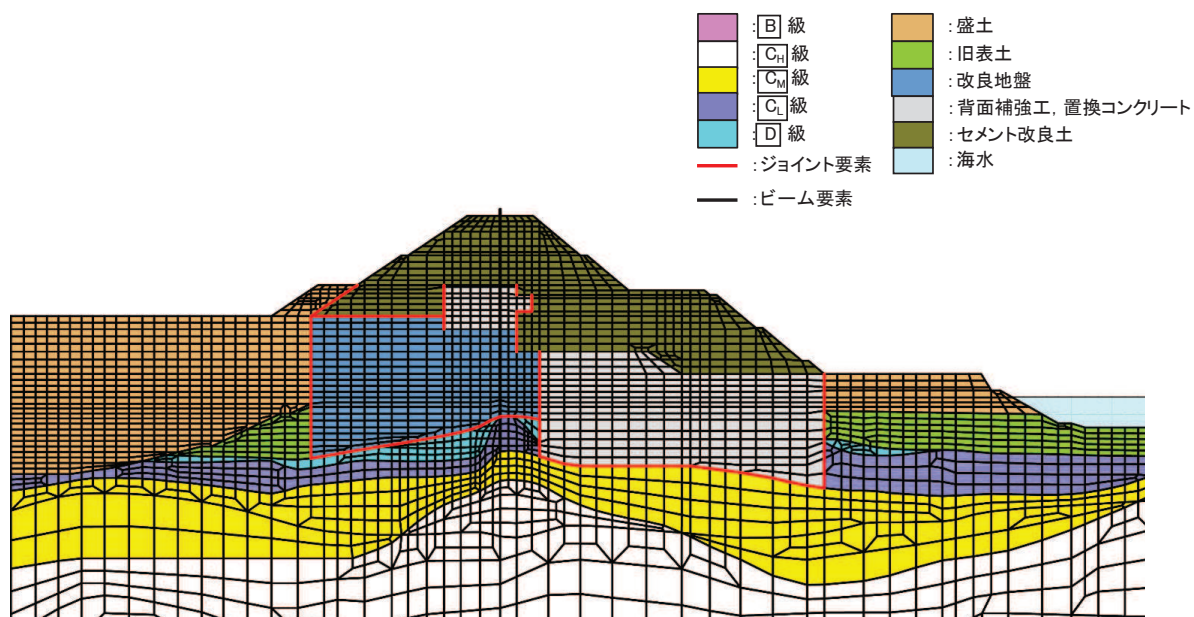 :B 級
:CH級
:CM級
:CL級
:D 級
:ジョイント要素
:ビーム要素
:盛土
:旧表土
:改良地盤
:背面補強工, 置換コンクリート
:セメント改良土
:海水